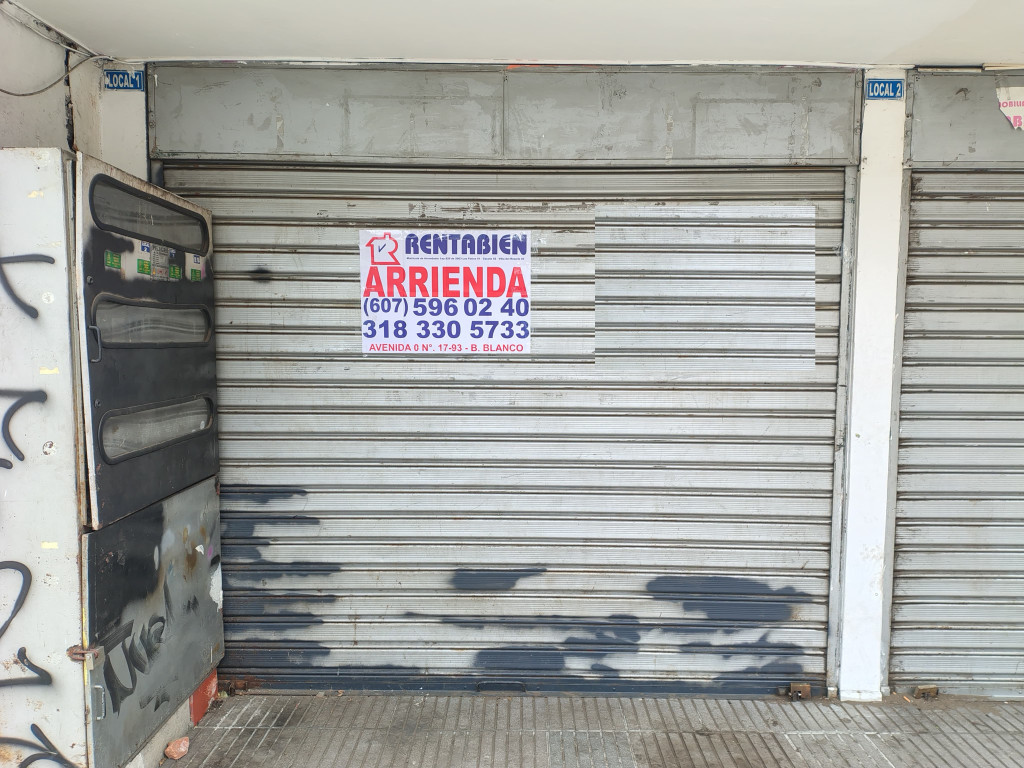 LOCAL 1
LOCAL 2
RENTABIEN
ARRIENDA
(607) 596 02 40
318 330 5733
AVENIDA 0 N°. 17-93 - B. BLANCO